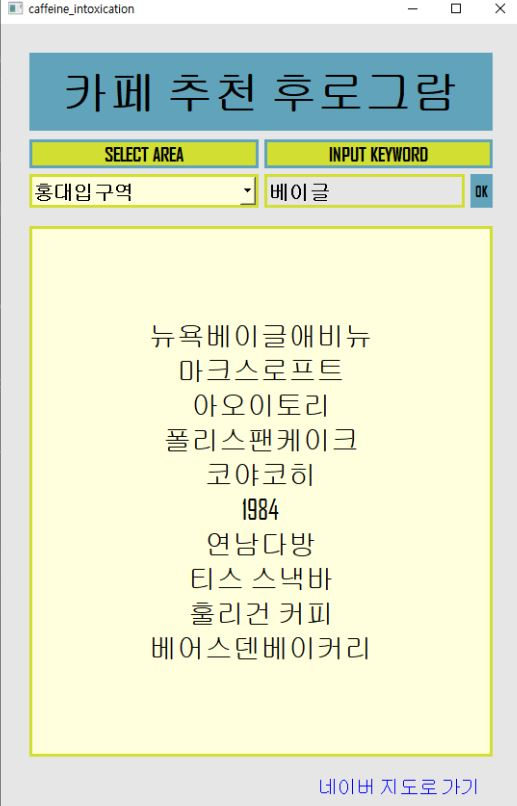 caffeine_intoxication
카페 추천 후로그람
SELECT AREA
INPUT KEYWORD
홍대입구역
베이글
OK
뉴욕베이글애비뉴
마크스로프트
아오이토리
폴리스팬케이크
코야코히
1984
연남다방
티스 스낵바
훌리건 커피
베어스덴베이커리
네이버 지도로 가기